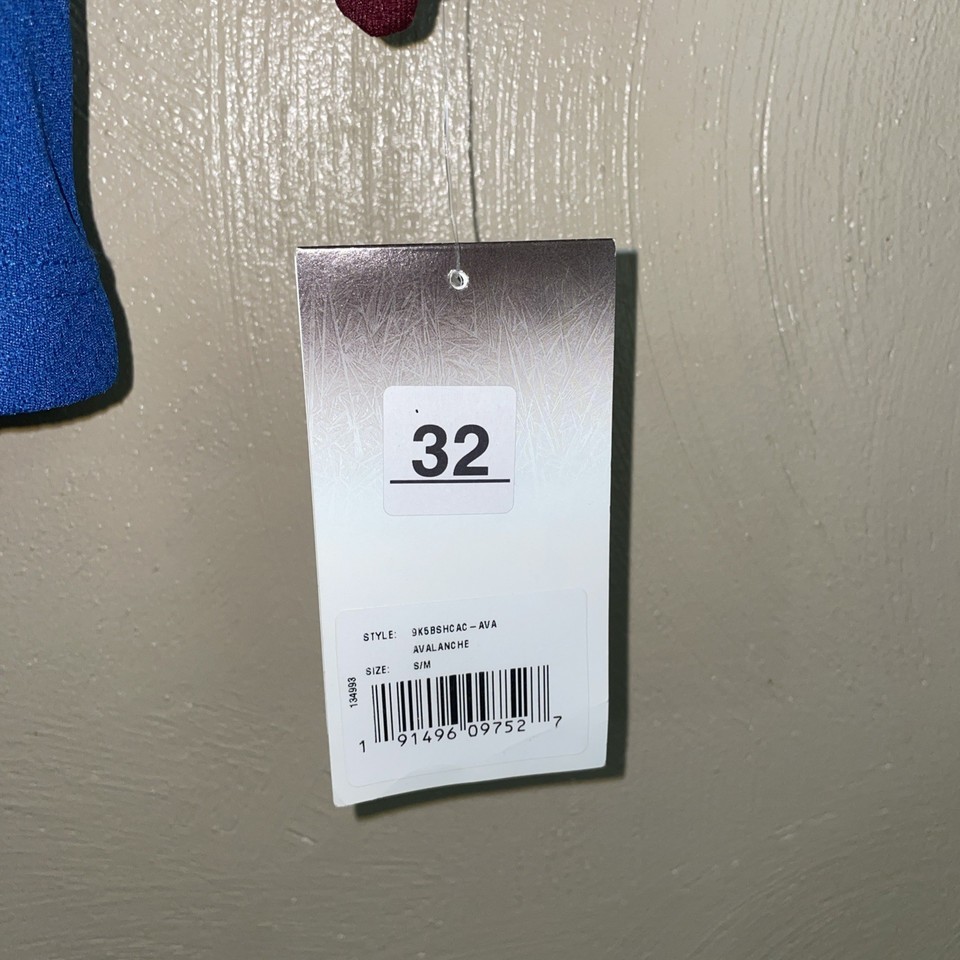 32
STYLE: 9K5BSHCAC-AVA
AVALANCHE
SIZE: S/M
134993
1 91496 09752 7